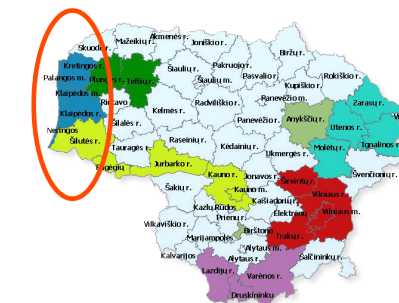 Akmenės r.
Mažeikių r.
Skuodo r.
Joniškio r.
Biržų r.
Kretingos r.
Pakruojo r.
Šiaulių r.
Rokiškio r.
Palangos m.
Plungės r.
Telšių r.
Šiaulių m.
Pasvalio r.
Kupiškio r.
Klaipėdos m.
Rietavo
Kelmės r.
Radviliškio r.
Panevėžio m.
Zarasų r.
Klaipėdos r.
Panevėžio r.
Anykščių r.
Neringos
Šilalės r.
Utenos r.
Šilutės r.
Tauragės r.
Raseinių r.
Kėdainių r.
Ukmergės r.
Molėtų r.
Ignalinos r.
Pagėgių
Jurbarko r.
Kauno r.
Jonavos r.
Širvintų r.
Švenčionių r.
Šakių r.
Kauno m.
Kaišiadorių r.
Vilniaus r.
Kazlų Rūdos
Prienų r.
Elektrėnų
Vilniaus m.
Vilkaviškio r.
Marijampolės
Birštono
Trakų r.
Kalvarijos
Alytaus m.
Alytaus r.
Šalčininkų r.
Lazdijų r.
Varėnos r.
Druskininkų